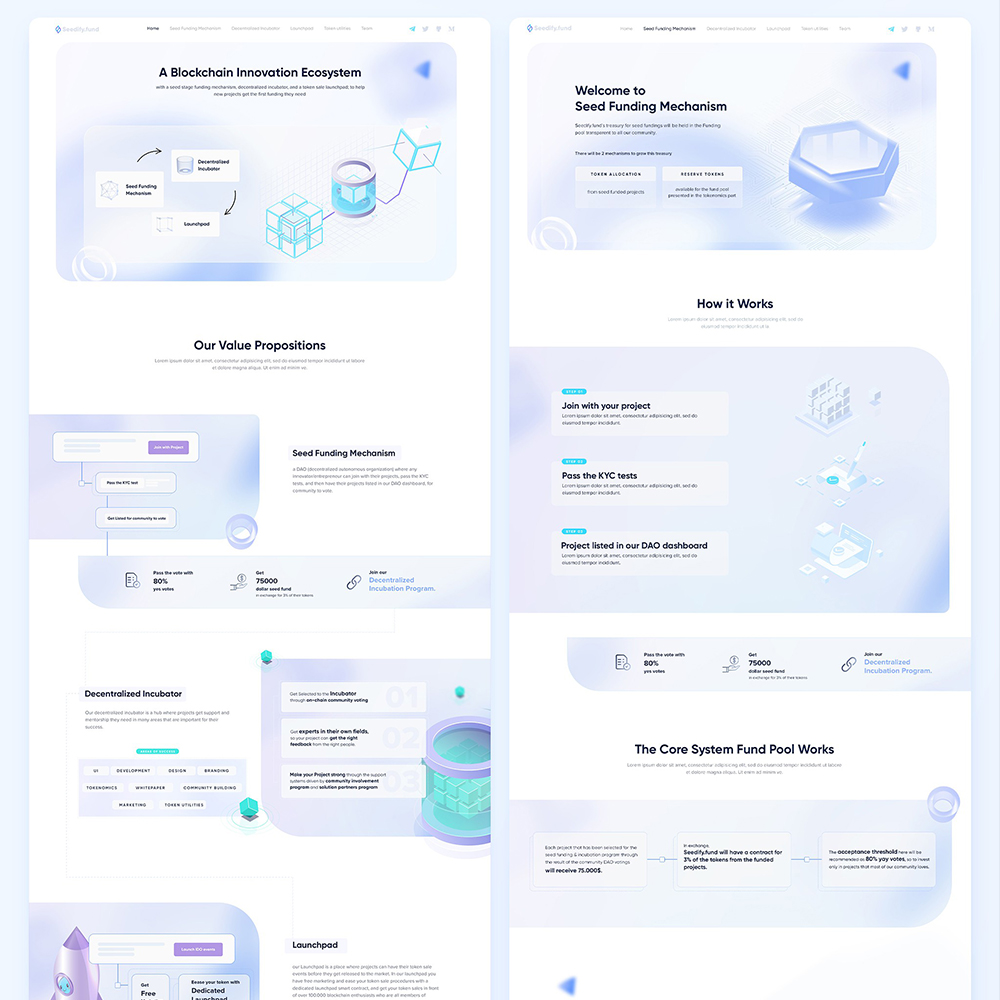 Seedify.fund
Home
Seed Funding Mechanism
Decentralized Incubator
Launchpad
Token utilities
Team
A Blockchain Innovation Ecosystem
with a seed stage funding mechanism, decentralized incubator, and a token sale launchpad, to help
new projects get the first funding they need
Decentralized
Incubator
Seed Funding
Mechanism
Launchpad
Our Value Propositions
Lorem ipsum dolor sit amet, consectetur adipisicing elit, sed do eiusmod tempor incididunt ut labore
et dolore magna aliqua. Ut enim ad minim ve.
Join with Project
Pass the KYC test
Get Listed for community to vote
Seed Funding Mechanism
a DAO (decentralized autonomous organization) where any
innovator/entrepreneur can join with their projects, pass the KYC
tests, and then have their projects listed in our DAO dashboard, for
community to vote.
Pass the vote with
80%
yes votes
Get
75000
dollar seed fund
in exchange for 3% of their tokens
Join our
Decentralized
Incubation Program.
Decentralized Incubator
Our decentralized incubator is a hub where projects get support and
mentorship they need in many areas that are important for their
success.
AREAS OF SUCCESS
UI
DEVELOPMENT
DESIGN
BRANDING
TOKENOMICS
WHITEPAPER
COMMUNITY BUILDING
MARKETING
TOKEN UTILITIES
Get Selected to the Incubator
through on-chain community voting
01
Get experts in their own fields,
so your project can get the right
feedback from the right people.
02
Make your Project strong through the support
systems driven by community involvement
program and solution partners program
03
Launch IDO events
Get
Free
Ease your token with
Dedicated
Launchpad
Launchpad
our Launchpad is a place where projects can have their token sale
events before they get released to the market. In our launchpad you
have free marketing and ease your token sale procedures with a
dedicated launchpad smart contract, and get your token sales in front
of over 100.000 blockchain enthusiasts who are all members of
Seedify.fund
Home
Seed Funding Mechanism
Decentralized Incubator
Launchpad
Token utilities
Team
Welcome to
Seed Funding Mechanism
Seedify.fund's treasury for seed fundings will be held in the Funding
pool transparent to all our community.
There will be 2 mechanisms to grow this treasury.
TOKEN ALLOCATION
from seed funded projects
RESERVE TOKENS
available for the fund pool
presented in the tokenomics part
How it Works
Lorem ipsum dolor sit amet, consectetur adipisicing elit, sed do
eiusmod tempor incididunt ut la
STEP 01
Join with your project
Lorem ipsum dolor sit amet, consectetur adipisicing elit, sed do
eiusmod tempor incididunt.
Pass the KYC tests
Lorem ipsum dolor sit amet, consectetur adipisicing elit, sed do
eiusmod tempor incididunt.
Project listed in our DAO dashboard
Lorem ipsum dolor sit amet, consectetur adipisicing elit, sed do
eiusmod tempor incididunt.
Pass the vote with
80%
yes votes
Get
75000
dollar seed fund
in exchange for 3% of their tokens
Join our
Decentralized
Incubation Program.
The Core System Fund Pool Works
Lorem ipsum dolor sit amet, consectetur adipisicing elit, sed do eiusmod tempor incididunt ut labore
et dolore magna aliqua. Ut enim ad minim ve.
Each project that has been selected for the
seed funding & incubation program through
the result of the community DAO votings
will receive 75.000$.
In exchange,
Seedify.fund will have a contract for
3% of the tokens from the funded
projects.
The acceptance threshold here will be
recommended as 80% yay votes, so to invest
only in projects that most of our community loves.